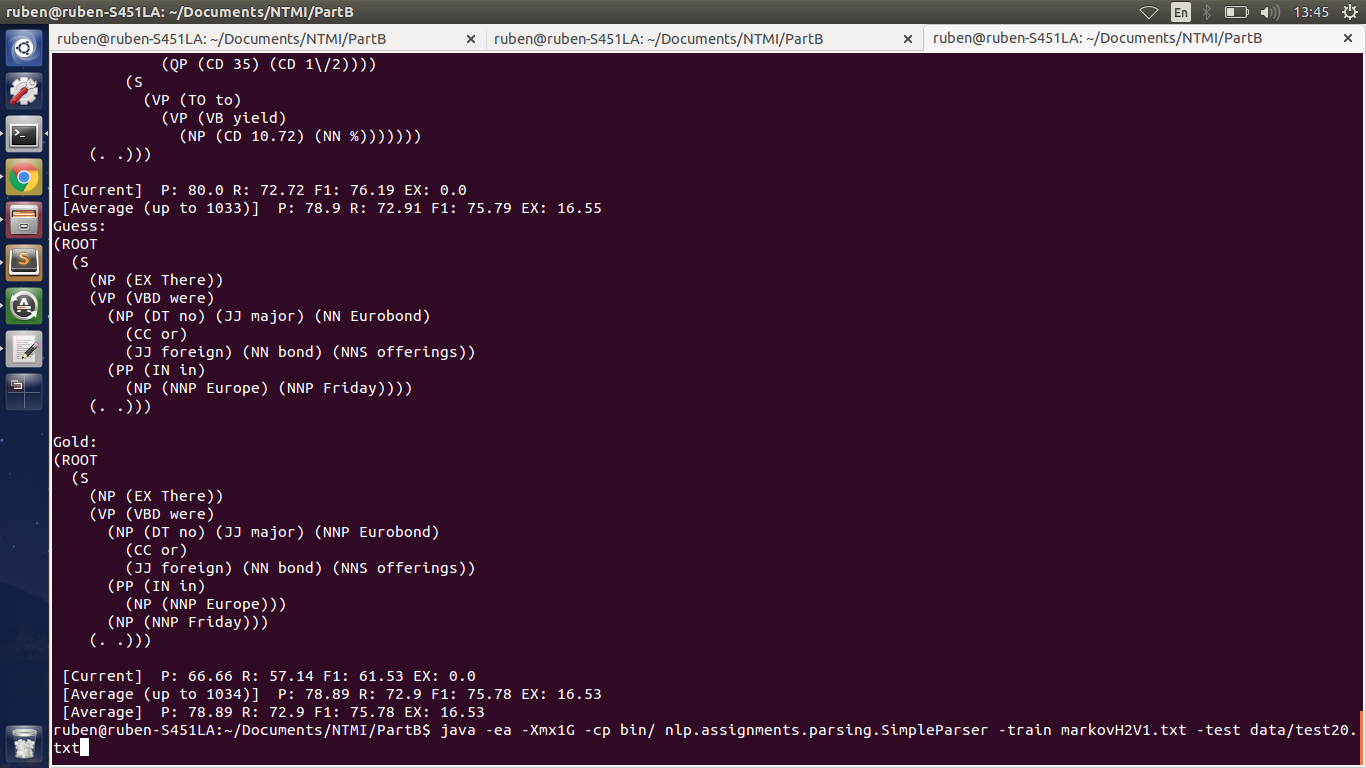 ruben@ruben-S451LA: ~/Documents/NTMI/PartB
En
13:45
ruben@ruben-S451LA: ~/Documents/NTMI/PartB ×
ruben@ruben-S451LA: ~/Documents/NTMI/PartB ×
ruben@ruben-S451LA: ~/Documents/NTMI/PartB ×
(QP (CD 35) (CD 1\/2))))
(S
(VP (TO to)
(VP (VB yield)
(NP (CD 10.72) (NN %)))))))
(. .)))
[Current]  P: 80.0 R: 72.72 F1: 76.19 EX: 0.0
[Average (up to 1033)]  P: 78.9 R: 72.91 F1: 75.79 EX: 16.55
Guess:
(ROOT
(S
(NP (EX There))
(VP (VBD were)
(NP (DT no) (JJ major) (NN Eurobond)
(CC or)
(JJ foreign) (NN bond) (NNS offerings))
(PP (IN in)
(NP (NNP Europe) (NNP Friday))))
(. .)))
Gold:
(ROOT
(S
(NP (EX There))
(VP (VBD were)
(NP (DT no) (JJ major) (NNP Eurobond)
(CC or)
(JJ foreign) (NN bond) (NNS offerings))
(PP (IN in)
(NP (NNP Europe)))
(NP (NNP Friday)))
(. .)))
[Current]  P: 66.66 R: 57.14 F1: 61.53 EX: 0.0
[Average (up to 1034)]  P: 78.89 R: 72.9 F1: 75.78 EX: 16.53
[Average]  P: 78.89 R: 72.9 F1: 75.78 EX: 16.53
ruben@ruben-S451LA:~/Documents/NTMI/PartB$ java -ea -Xmx1G -cp bin/ nlp.assignments.parsing.SimpleParser -train markovH2V1.txt -test data/test20.
txt